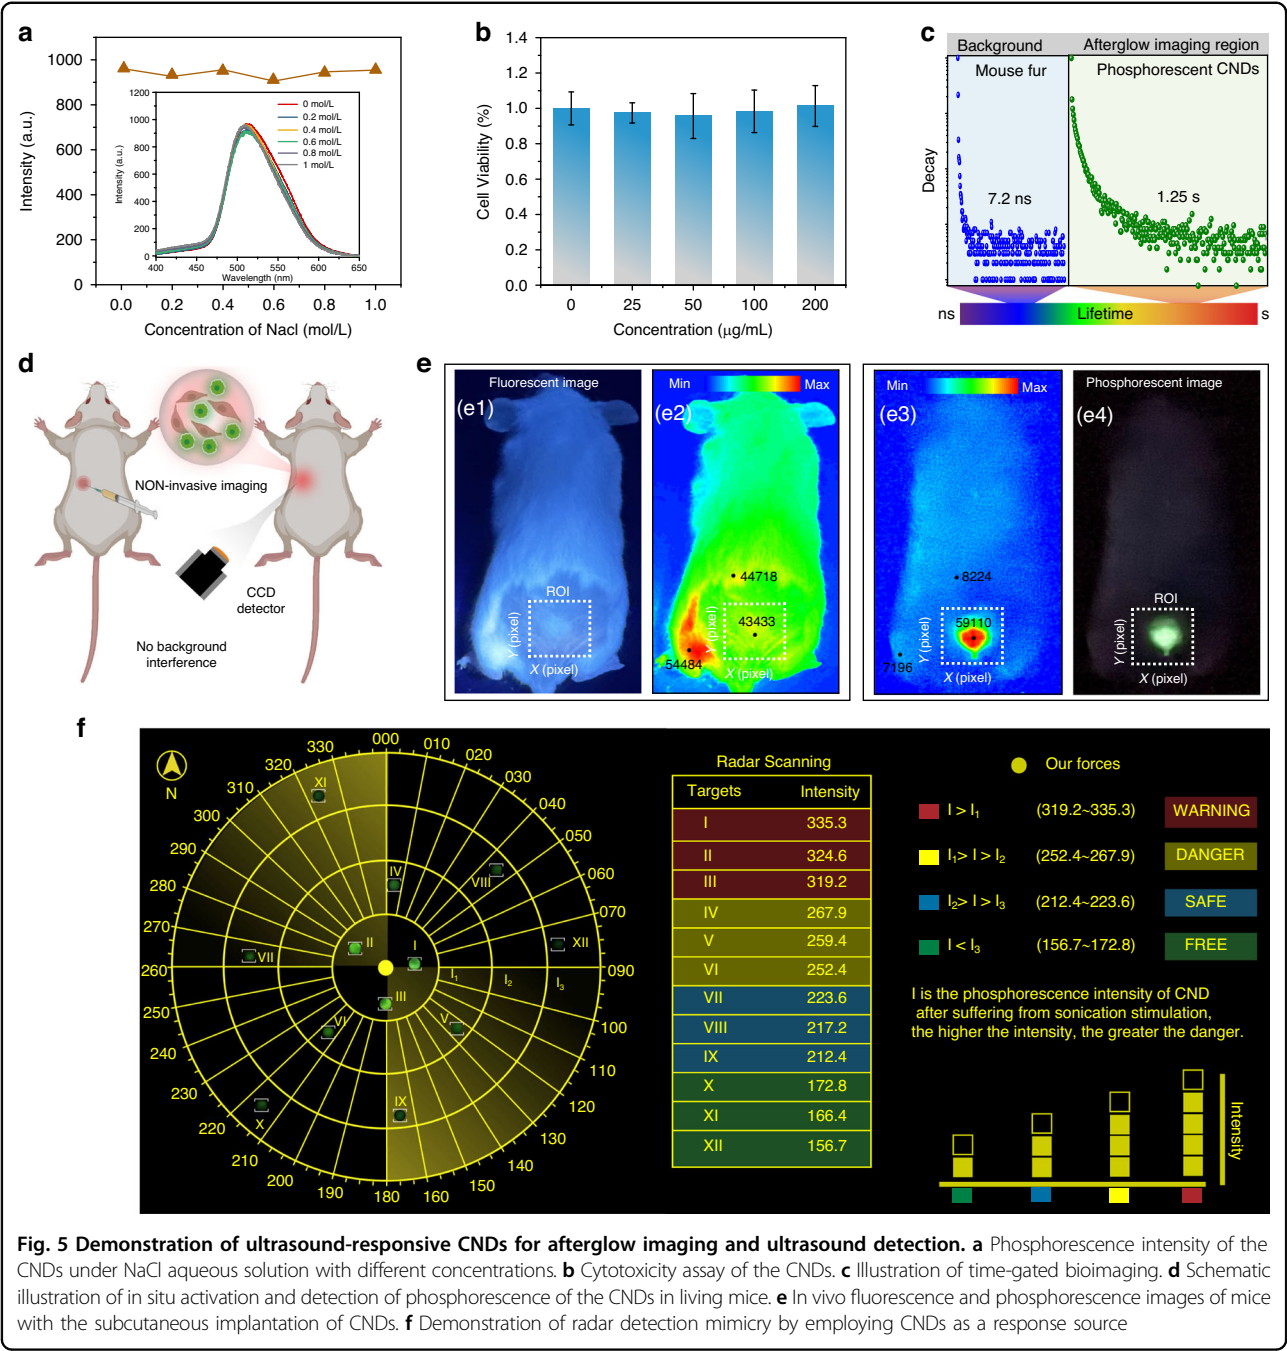 a
1000
800
600
400
200
0
Intensity (a.u.)
0.0 0.2 0.4 0.6 0.8 1.0
Concentration of Nacl (mol/L)
1200
1000
800
600
400
200
0
Intensity (a.u.)
400 450 500 550 600 650
Wavelength (nm)
0 mol/L
0.2 mol/L
0.4 mol/L
0.6 mol/L
0.8 mol/L
1 mol/L
b
1.4
1.2
1.0
0.8
0.6
0.4
0.2
0.0
Cell Viability (%)
0 25 50 100 200
Concentration (μg/mL)
c
Background Afterglow imaging region
Mouse fur Phosphorescent CNDs
Decay
7.2 ns 1.25 s
ns Lifetime s
d
NON-invasive imaging
CCD
detector
No background
interference
e
Fluorescent image
(e1)
ROI
Y (pixel)
X (pixel)
Min Max
(e2)
44718
43433
54484
Y (pixel)
X (pixel)
Min Max
(e3)
8224
59110
7196
Y (pixel)
X (pixel)
Phosphorescent image
(e4)
ROI
Y (pixel)
X (pixel)
f
N
000
010
020
030
040
050
060
070
090
100
110
120
130
140
150
160
180
190
200
210
220
230
240
250
260
270
280
290
300
310
320
330
XI
IV
VIII
II
I
XII
VII
I₁ I₂ I₃
III
VI
V
IX
X
Radar Scanning
Targets Intensity
I 335.3
II 324.6
III 319.2
IV 267.9
V 259.4
VI 252.4
VII 223.6
VIII 217.2
IX 212.4
X 172.8
XI 166.4
XII 156.7
Our forces
I > I₁ (319.2~335.3) WARNING
I₁> I > I₂ (252.4~267.9) DANGER
I₂> I > I₃ (212.4~223.6) SAFE
I < I₃ (156.7~172.8) FREE
I is the phosphorescence intensity of CND
after suffering from sonication stimulation,
the higher the intensity, the greater the danger.
Intensity
Fig. 5 Demonstration of ultrasound-responsive CNDs for afterglow imaging and ultrasound detection. a Phosphorescence intensity of the
CNDs under NaCl aqueous solution with different concentrations. b Cytotoxicity assay of the CNDs. c Illustration of time-gated bioimaging. d Schematic
illustration of in situ activation and detection of phosphorescence of the CNDs in living mice. e In vivo fluorescence and phosphorescence images of mice
with the subcutaneous implantation of CNDs. f Demonstration of radar detection mimicry by employing CNDs as a response source